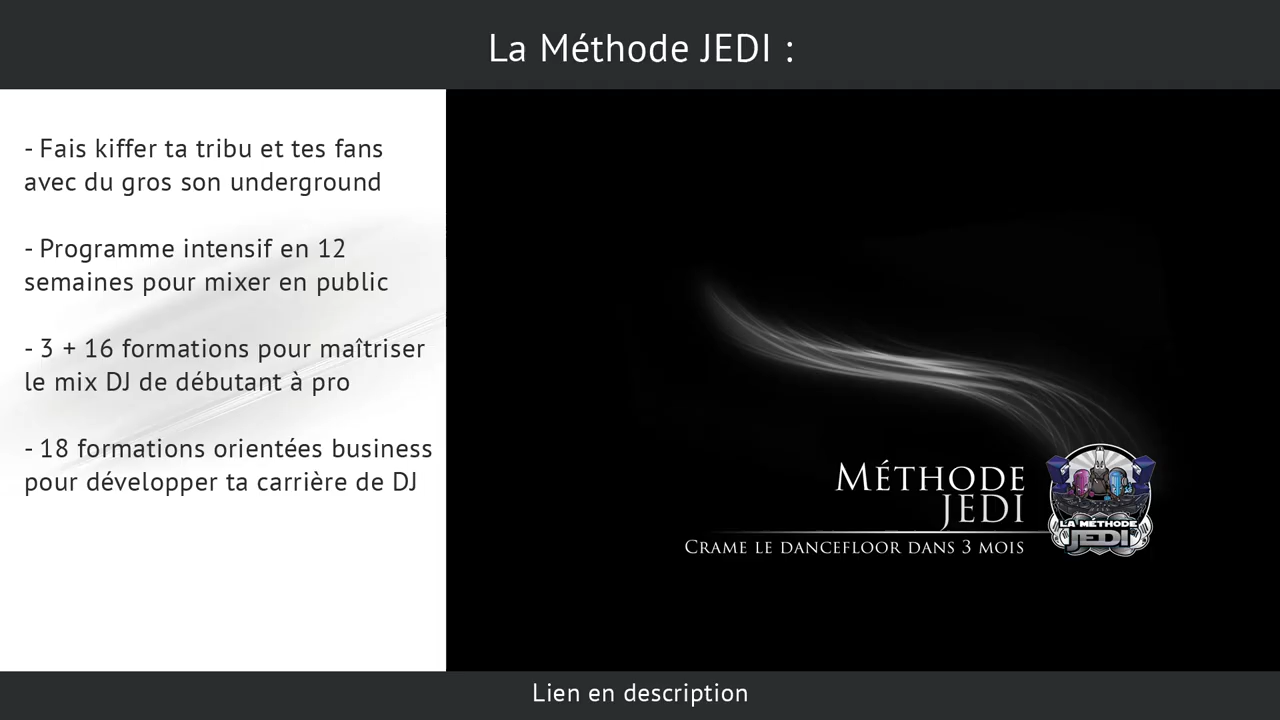 La Méthode JEDI :
- Fais kiffer ta tribu et tes fans
avec du gros son underground
- Programme intensif en 12
semaines pour mixer en public
- 3 + 16 formations pour maîtriser
le mix DJ de débutant à pro
- 18 formations orientées business
pour développer ta carrière de DJ
Méthode
JEDI
Crame le dancefloor dans 3 mois
LA MÉTHODE
JEDI
Lien en description